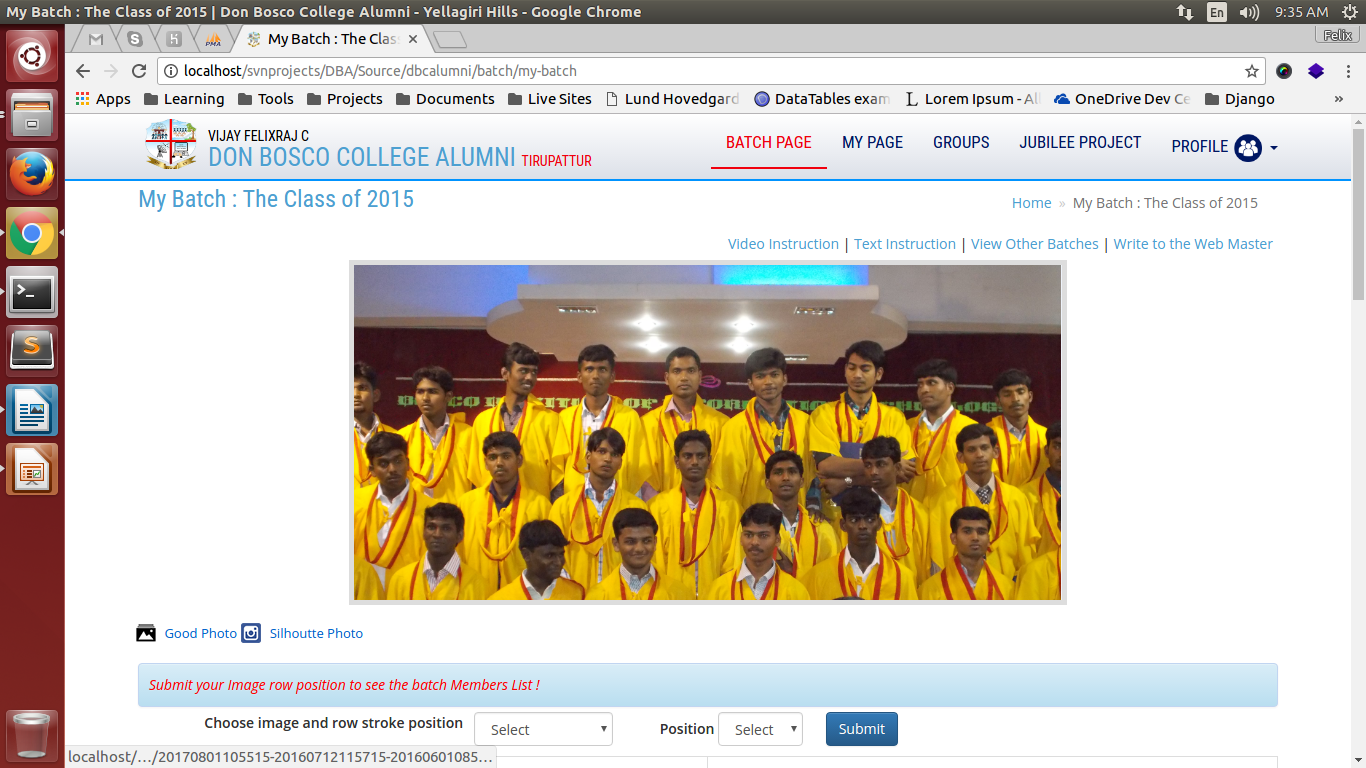 My Batch : The Class of 2015 | Don Bosco College Alumni - Yellagiri Hills - Google Chrome
En
9:35 AM
Felix
PMA
My Batch : The Clas
localhost/svnprojects/DBA/Source/dbcalumni/batch/my-batch
Apps Learning Tools Projects Documents Live Sites Lund Hovedgard DataTables exam Lorem Ipsum - All OneDrive Dev Ce Django »
VIJAY FELIXRAJ C
DON BOSCO COLLEGE ALUMNI TIRUPATTUR
BATCH PAGE MY PAGE GROUPS JUBILEE PROJECT PROFILE
My Batch : The Class of 2015
Home » My Batch : The Class of 2015
Video Instruction | Text Instruction | View Other Batches | Write to the Web Master
Good Photo Silhoutte Photo
Submit your Image row position to see the batch Members List !
Choose image and row stroke position Select Position Select Submit
localhost/…/20170801105515-20160712115715-20160601085…